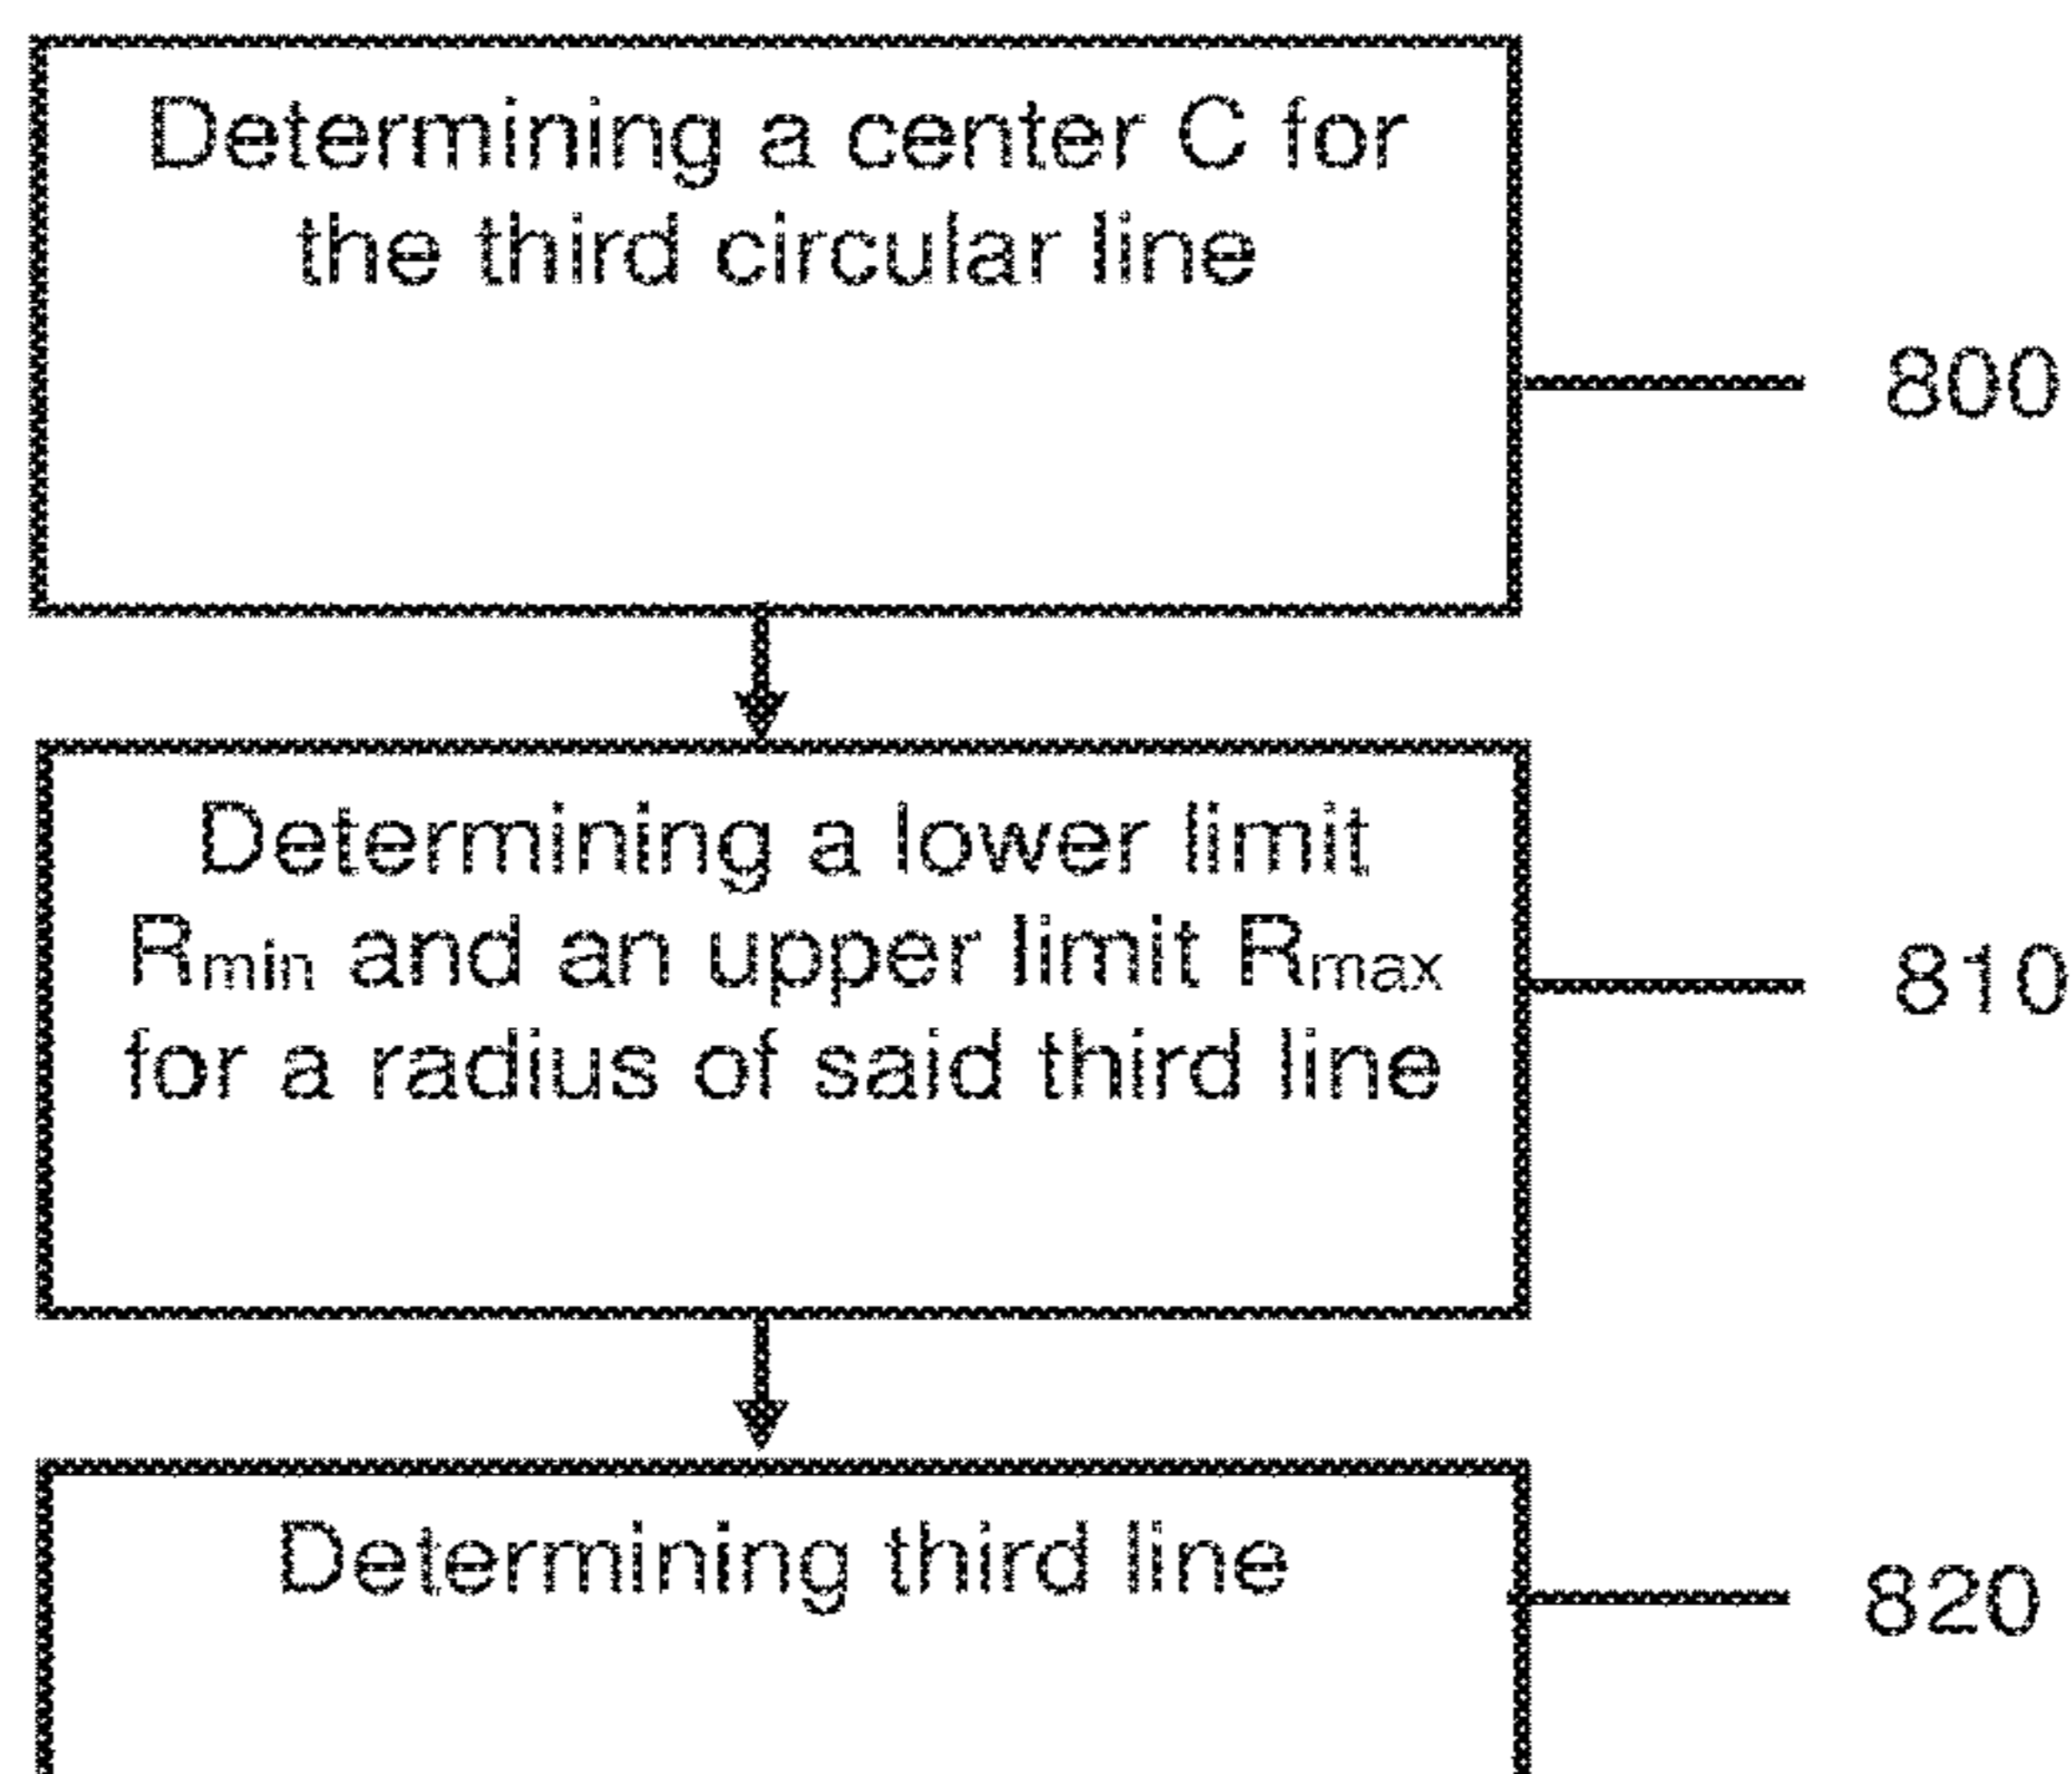 Determining a center C for
the third circular line
800
Determining a lower limit
Rmin and an upper limit Rmax
for a radius of said third line
810
Determining third line
820